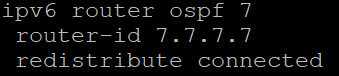 ipv6 router ospf 7
 router-id 7.7.7.7
 redistribute connected